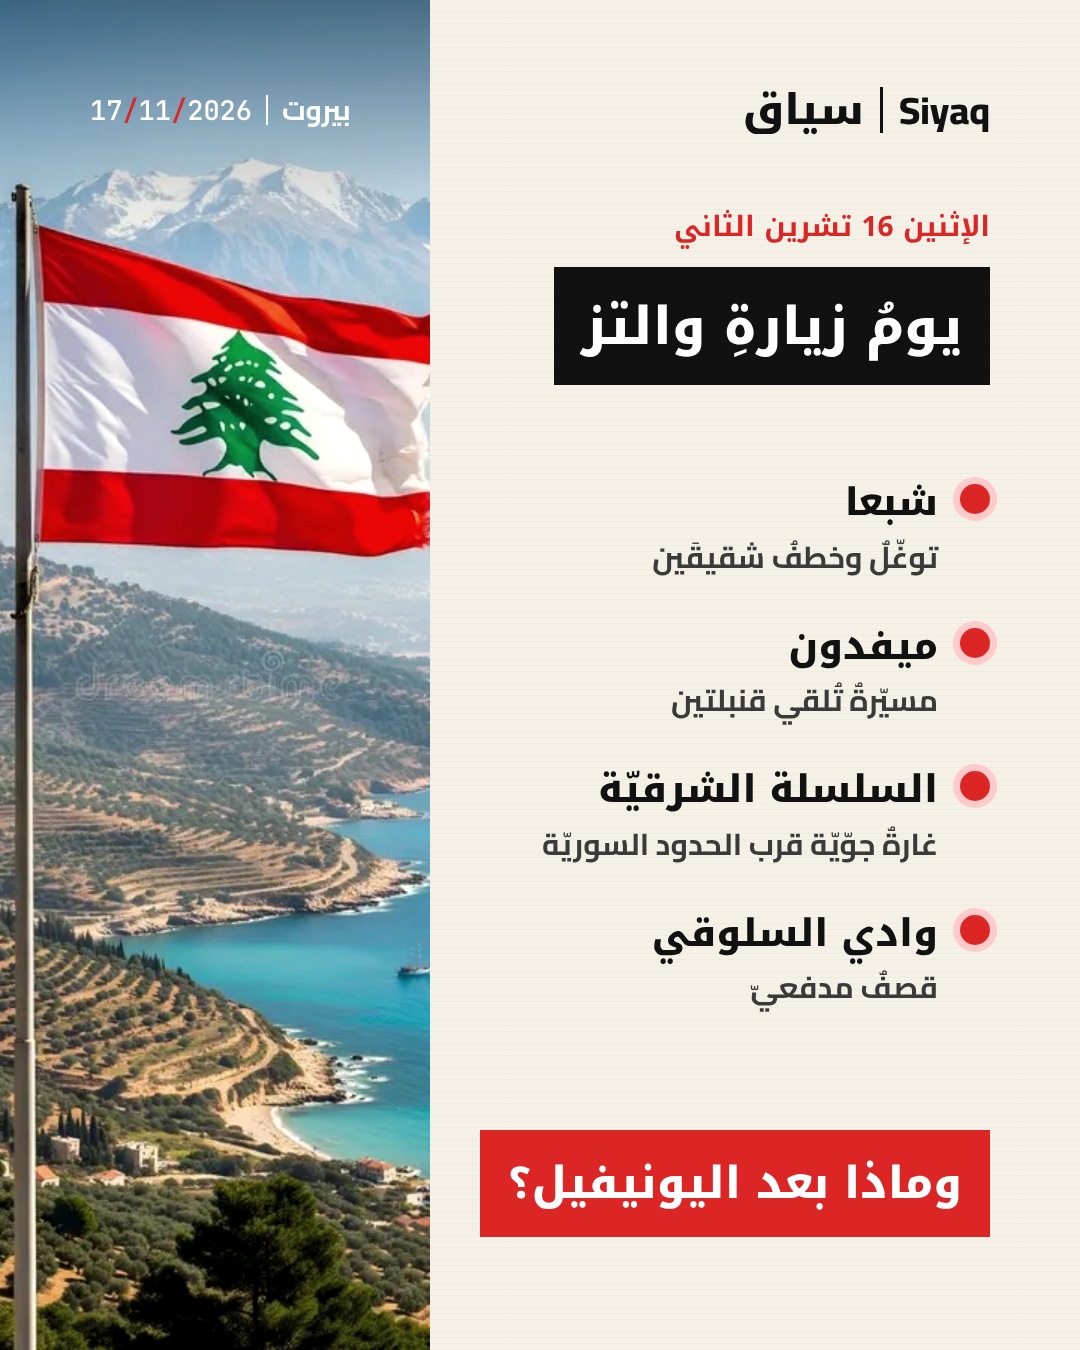 Siyaq | سياق
بيروت | 17/11/2026
الإثنين 16 تشرين الثاني
يومُ زيارةِ والتز
شبعا
توغّلٌ وخطفُ شقيقَين
ميفدون
مسيّرةٌ تُلقي قنبلتين
السلسلة الشرقيّة
غارةٌ جوّيّة قرب الحدود السوريّة
وادي السلوقي
قصفٌ مدفعيّ
وماذا بعد اليونيفيل؟
dreamstime